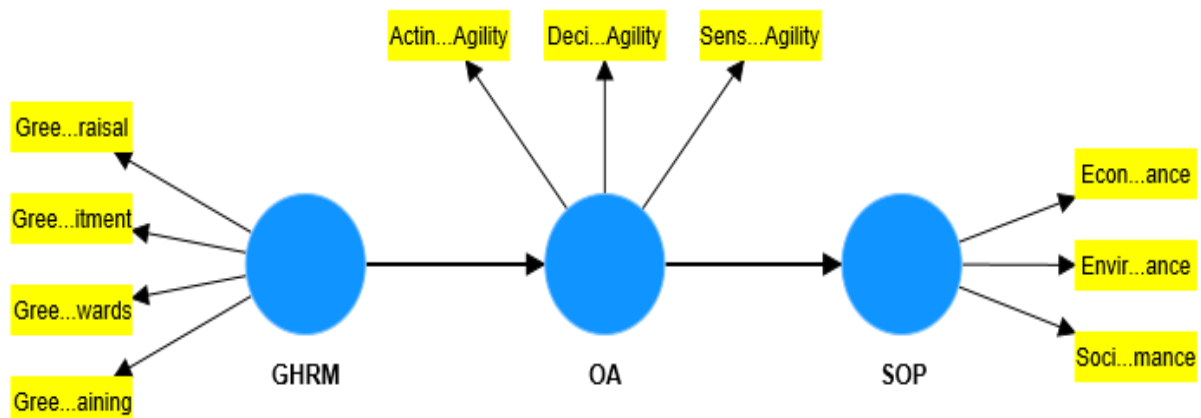 Actin...Agility
Deci...Agility
Sens...Agility
Gree...raisal
Gree...itment
Gree...wards
Gree...aining
GHRM
OA
SOP
Econ...ance
Envir...ance
Soci...mance